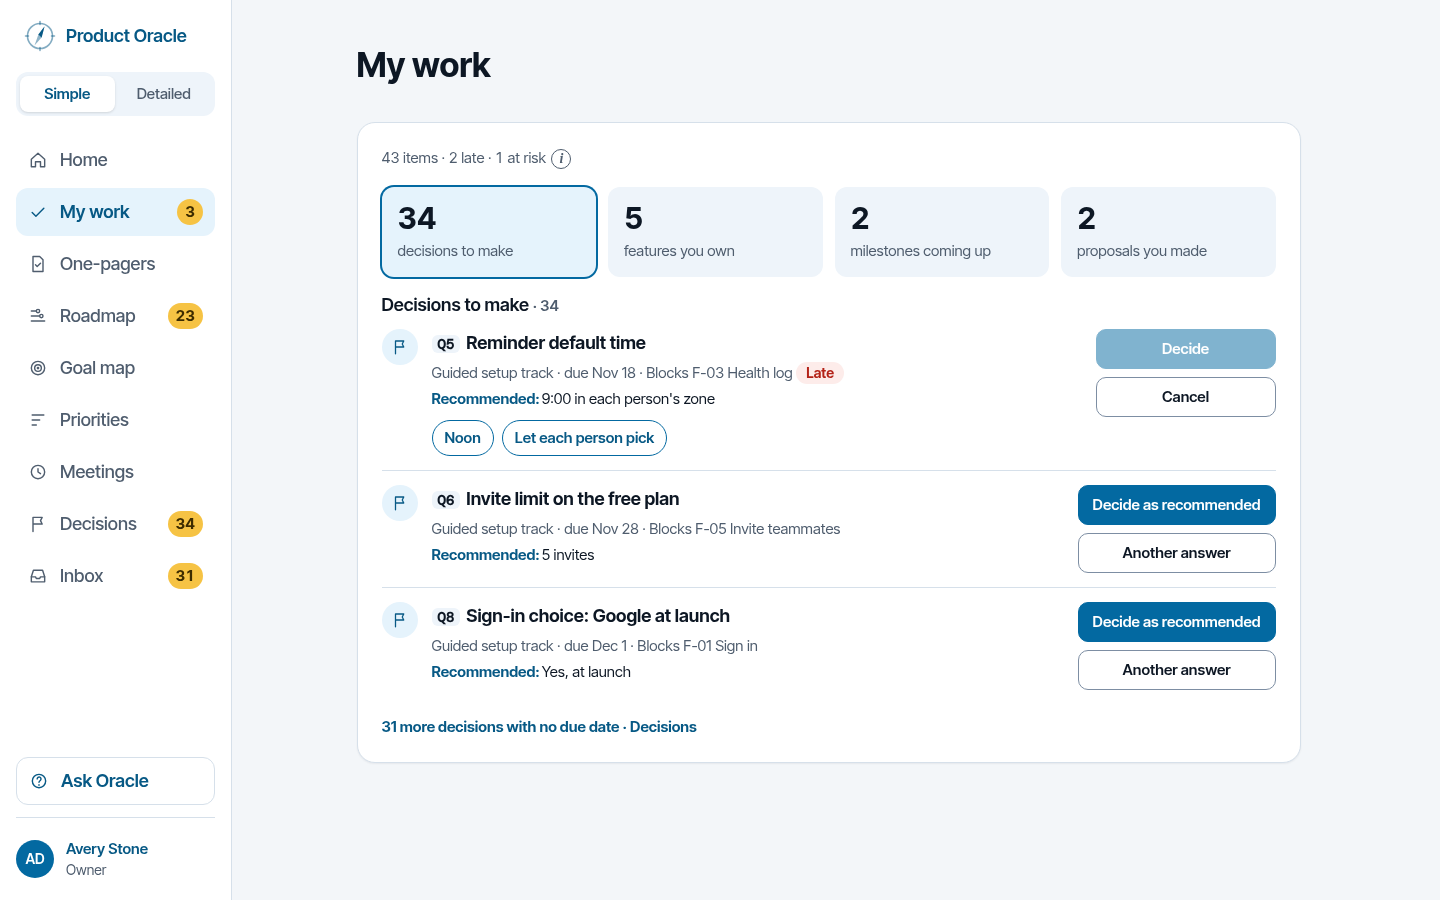 Product Oracle
Simple
Detailed
Home
My work
3
One-pagers
Roadmap
23
Goal map
Priorities
Meetings
Decisions
34
Inbox
31
Ask Oracle
AD
Avery Stone
Owner
My work
43 items · 2 late · 1 at risk i
34
decisions to make
5
features you own
2
milestones coming up
2
proposals you made
Decisions to make · 34
Q5 Reminder default time
Guided setup track · due Nov 18 · Blocks F-03 Health log Late
Recommended: 9:00 in each person's zone
Noon
Let each person pick
Decide
Cancel
Q6 Invite limit on the free plan
Guided setup track · due Nov 28 · Blocks F-05 Invite teammates
Recommended: 5 invites
Decide as recommended
Another answer
Q8 Sign-in choice: Google at launch
Guided setup track · due Dec 1 · Blocks F-01 Sign in
Recommended: Yes, at launch
Decide as recommended
Another answer
31 more decisions with no due date · Decisions